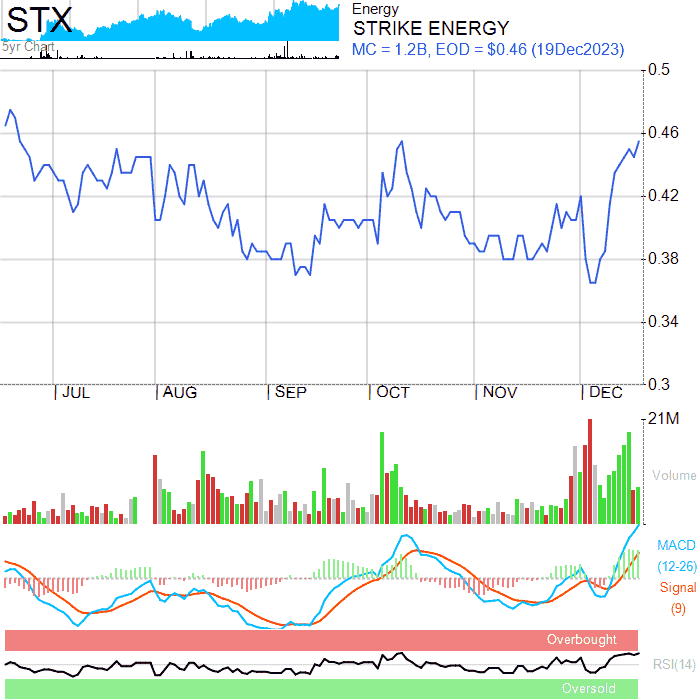 STX
5yr Chart
Energy
STRIKE ENERGY
MC = 1.2B, EOD = $0.46 (19Dec2023)
0.5
0.46
0.42
0.38
0.34
0.3
JUL AUG SEP OCT NOV DEC
21M
Volume
MACD
(12-26)
Signal
(9)
Overbought
RSI(14)
Oversold